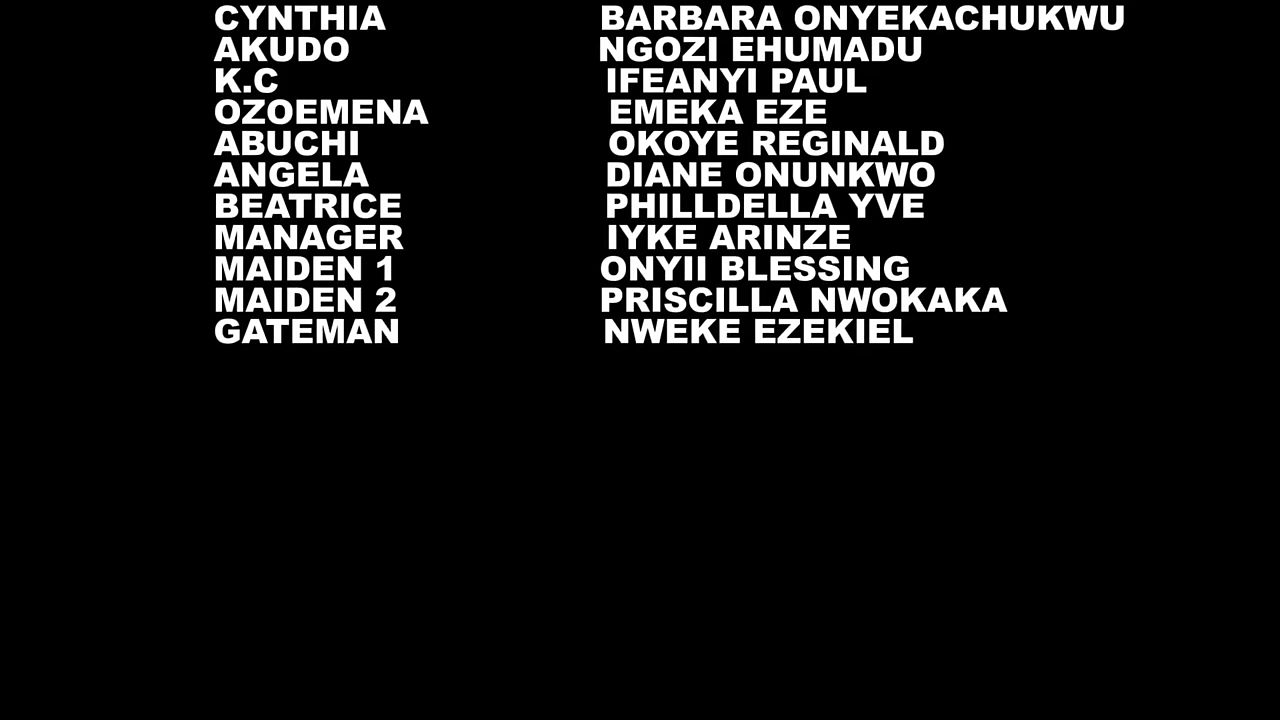 CYNTHIA BARBARA ONYEKACHUKWU
AKUDO NGOZI EHUMADU
K.C IFEANYI PAUL
OZOEMENA EMEKA EZE
ABUCHI OKOYE REGINALD
ANGELA DIANE ONUNKWO
BEATRICE PHILLDELLA YVE
MANAGER IYKE ARINZE
MAIDEN 1 ONYII BLESSING
MAIDEN 2 PRISCILLA NWOKAKA
GATEMAN NWEKE EZEKIEL